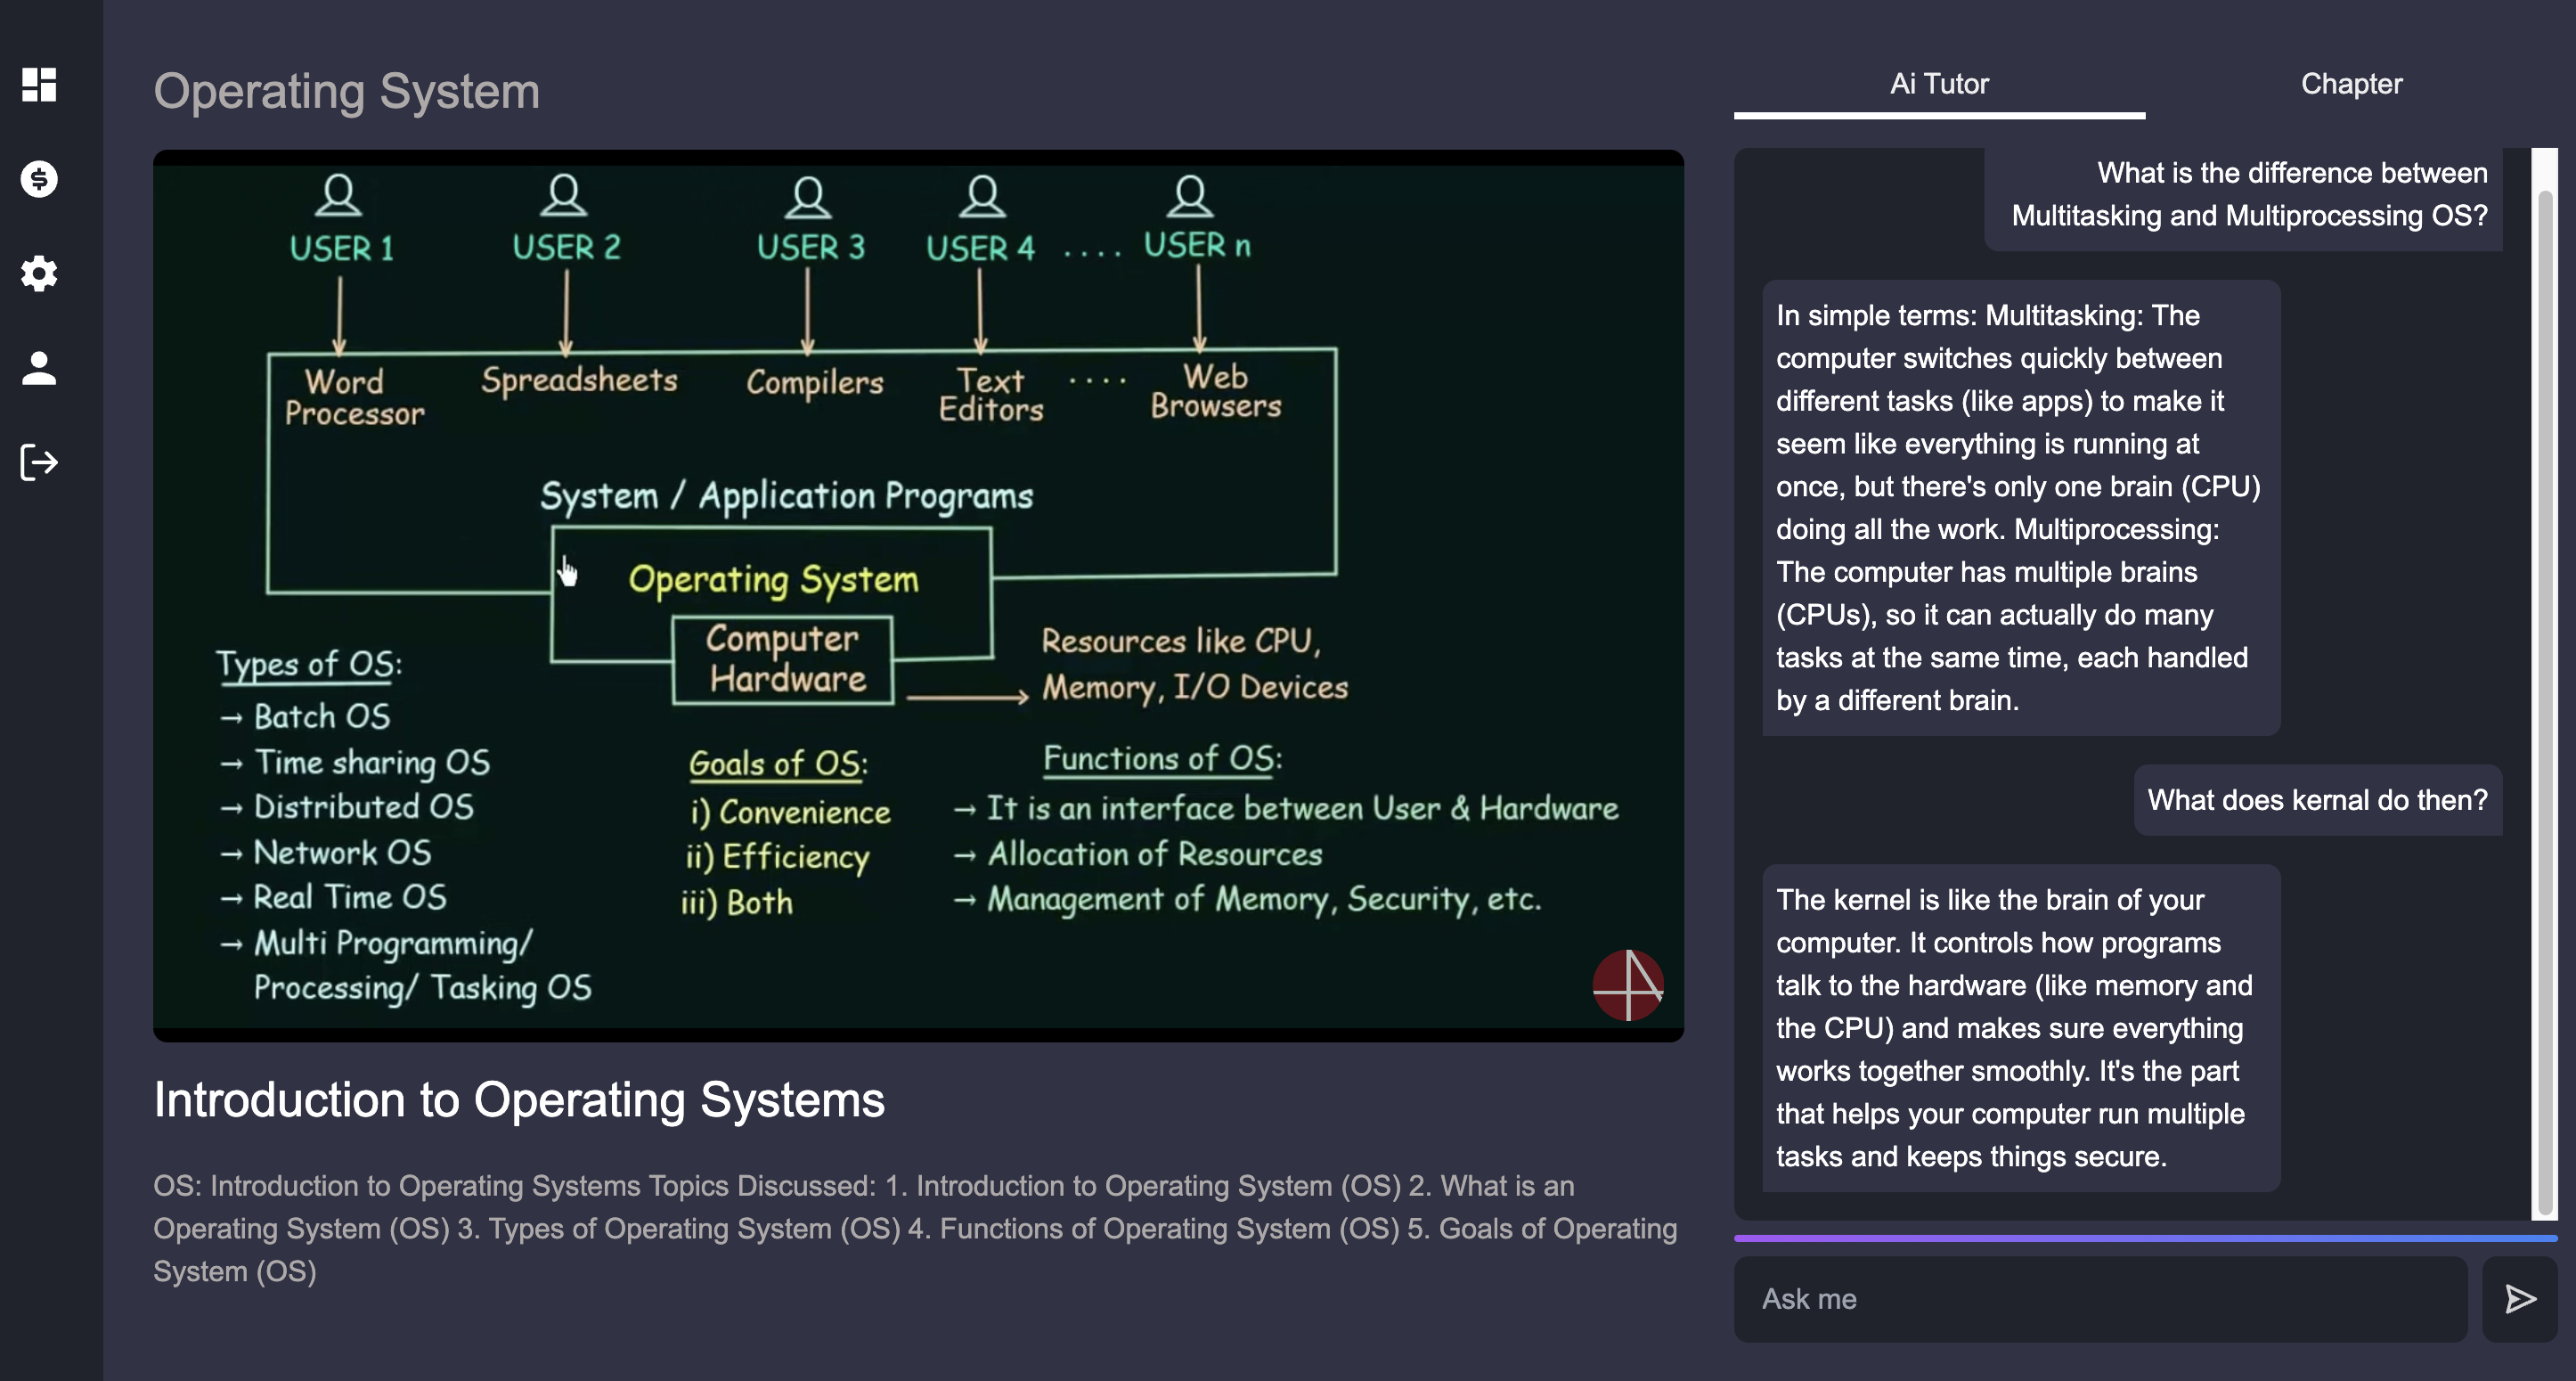 Operating System
USER 1
USER 2
USER 3
USER 4
....
USER n
Word
Processor
Spreadsheets
Compilers
Text
Editors
....
Web
Browsers
System / Application Programs
Operating System
Computer
Hardware
Resources like CPU,
Memory, I/O Devices
Types of OS:
→ Batch OS
→ Time sharing OS
→ Distributed OS
→ Network OS
→ Real Time OS
→ Multi Programming/
Processing/ Tasking OS
Goals of OS:
i) Convenience
ii) Efficiency
iii) Both
Functions of OS:
→ It is an interface between User & Hardware
→ Allocation of Resources
→ Management of Memory, Security, etc.
Introduction to Operating Systems
OS: Introduction to Operating Systems Topics Discussed: 1. Introduction to Operating System (OS) 2. What is an
Operating System (OS) 3. Types of Operating System (OS) 4. Functions of Operating System (OS) 5. Goals of Operating
System (OS)
Ai Tutor
Chapter
What is the difference between
Multitasking and Multiprocessing OS?
In simple terms: Multitasking: The
computer switches quickly between
different tasks (like apps) to make it
seem like everything is running at
once, but there's only one brain (CPU)
doing all the work. Multiprocessing:
The computer has multiple brains
(CPUs), so it can actually do many
tasks at the same time, each handled
by a different brain.
What does kernal do then?
The kernel is like the brain of your
computer. It controls how programs
talk to the hardware (like memory and
the CPU) and makes sure everything
works together smoothly. It's the part
that helps your computer run multiple
tasks and keeps things secure.
Ask me